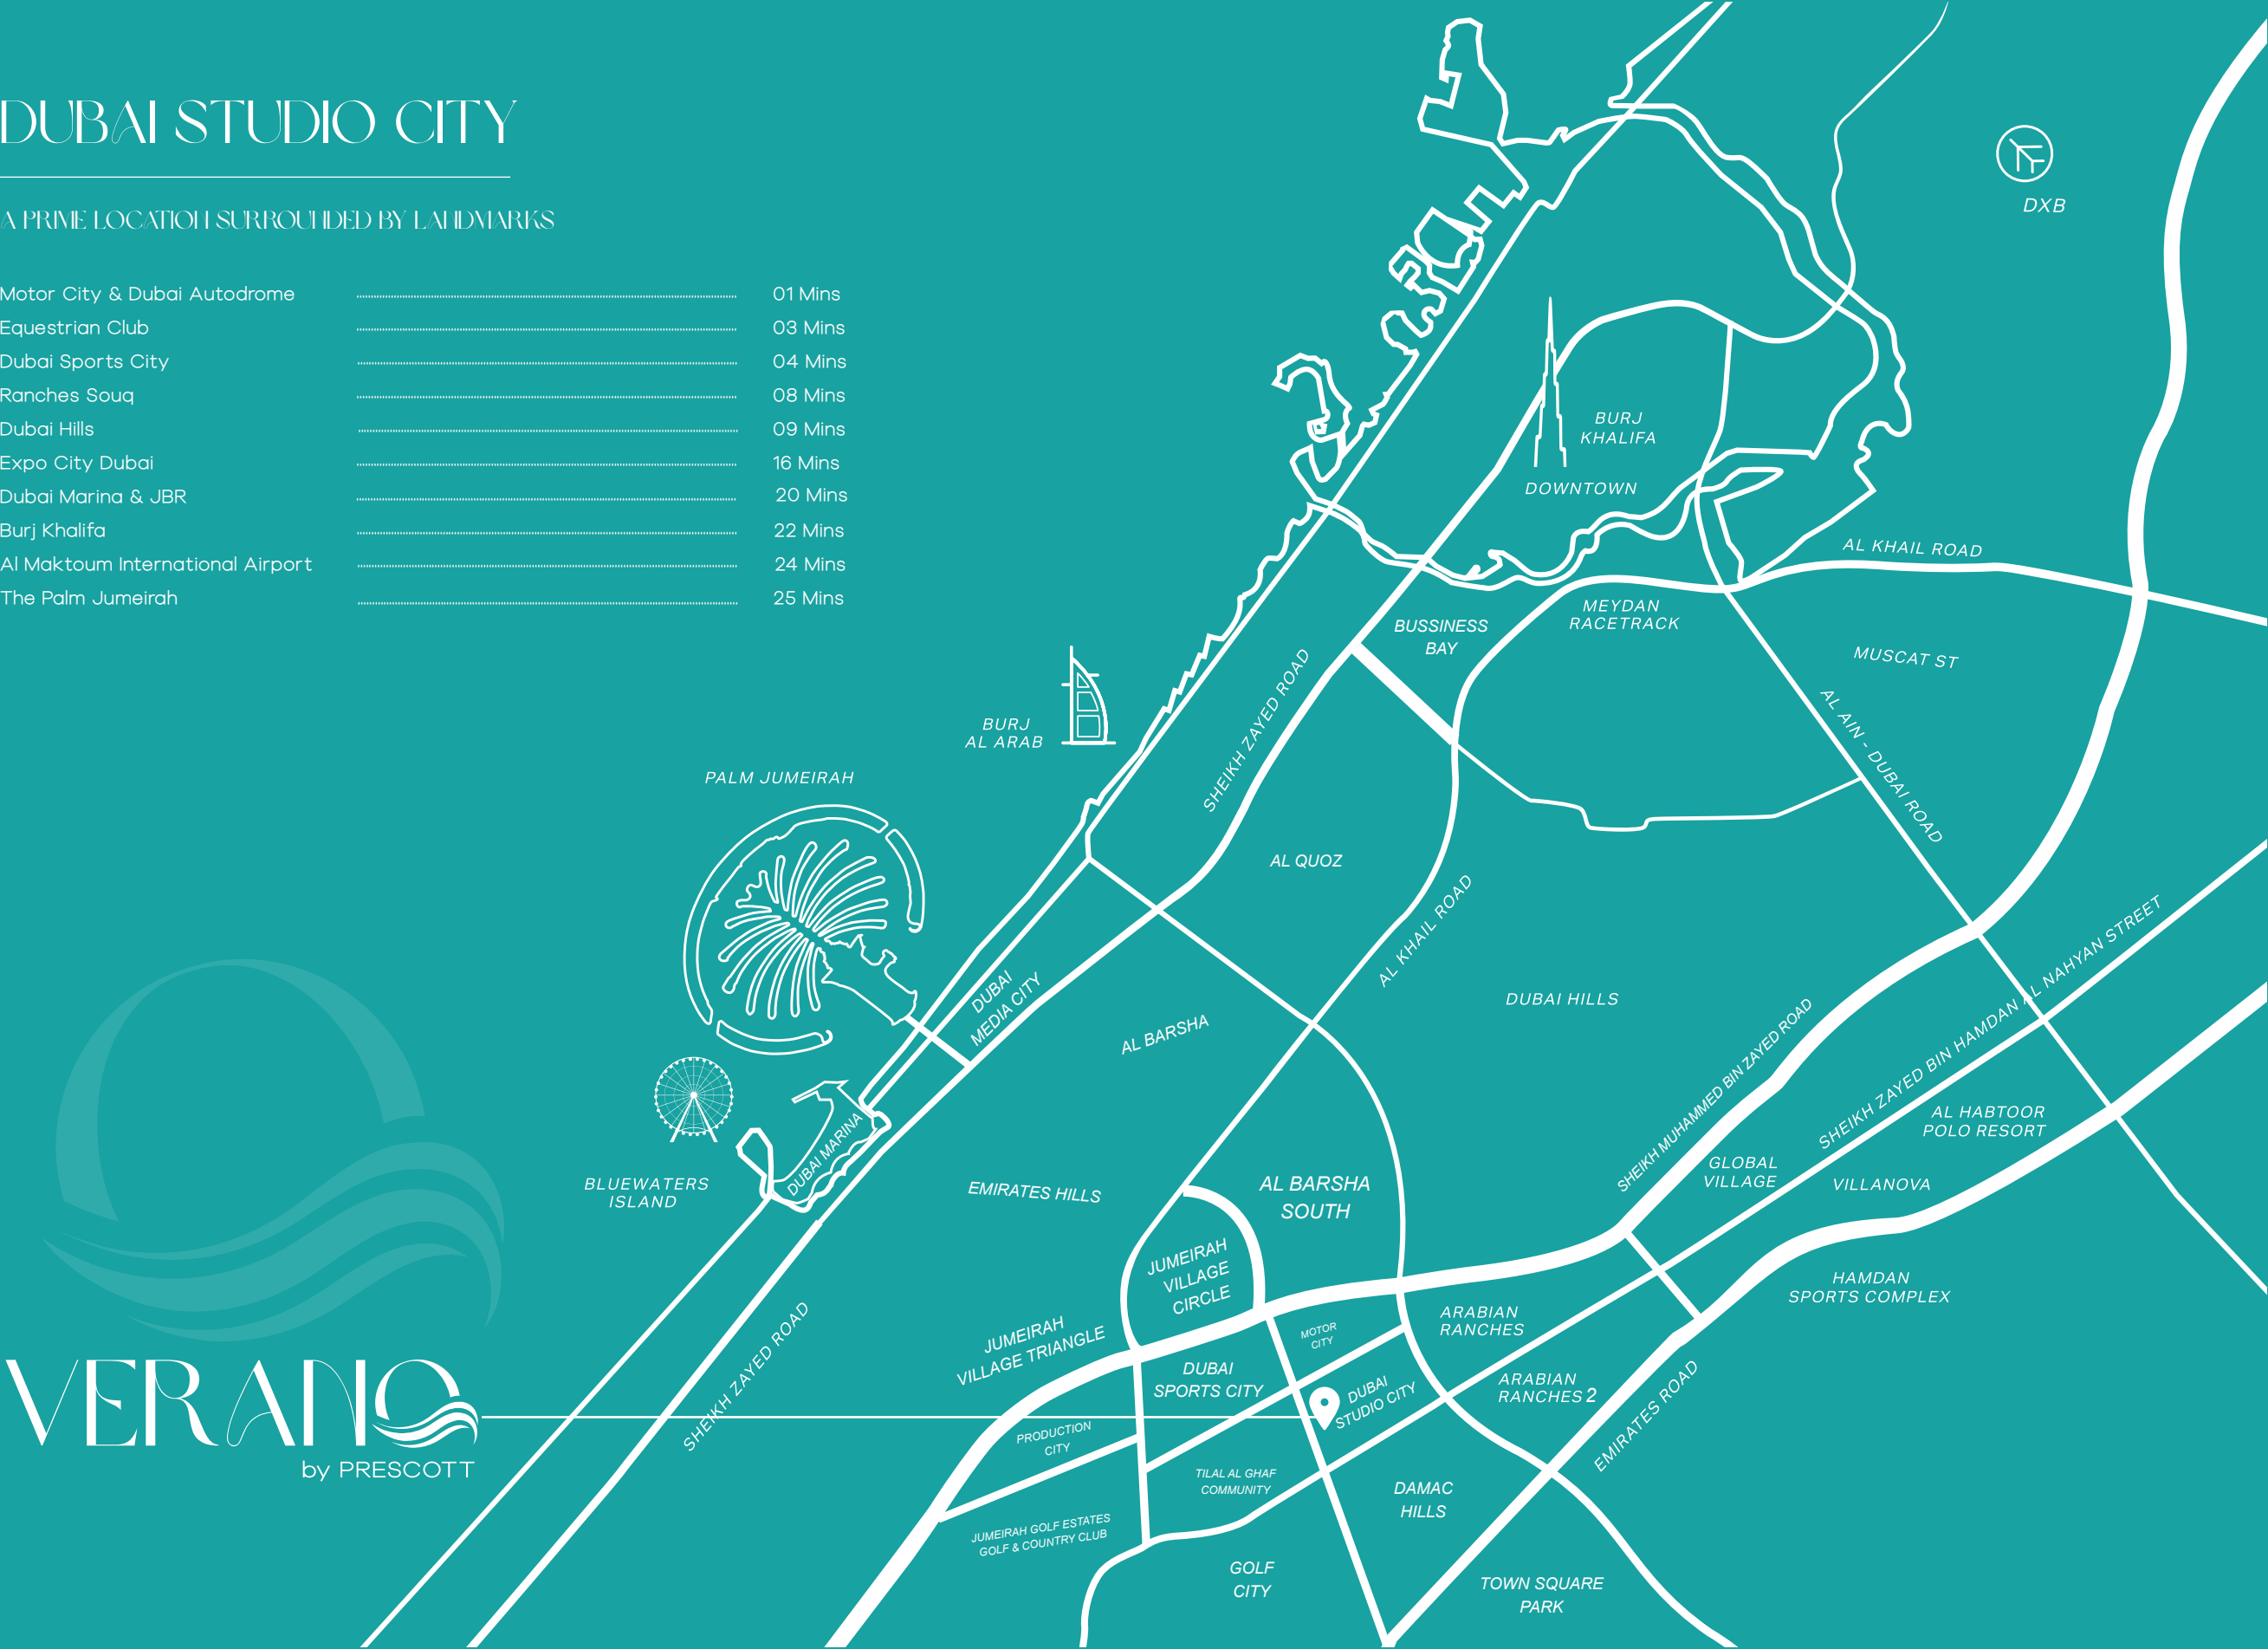 DUBAI STUDIO CITY
A PRIME LOCATION SURROUNDED BY LANDMARKS
Motor City & Dubai Autodrome 01 Mins
Equestrian Club 03 Mins
Dubai Sports City 04 Mins
Ranches Souq 08 Mins
Dubai Hills 09 Mins
Expo City Dubai 16 Mins
Dubai Marina & JBR 20 Mins
Burj Khalifa 22 Mins
Al Maktoum International Airport 24 Mins
The Palm Jumeirah 25 Mins
DXB
BURJ
KHALIFA
DOWNTOWN
AL KHAIL ROAD
MEYDAN
RACETRACK
BUSSINESS
BAY
MUSCAT ST
SHEIKH ZAYED ROAD
AL AIN - DUBAI ROAD
BURJ
AL ARAB
PALM JUMEIRAH
AL QUOZ
AL KHAIL ROAD
DUBAI
MEDIA CITY
AL BARSHA
DUBAI HILLS
SHEIKH MUHAMMED BIN ZAYED ROAD
SHEIKH ZAYED BIN HAMDAN AL NAHYAN STREET
AL HABTOOR
POLO RESORT
GLOBAL
VILLAGE
VILLANOVA
DUBAI MARINA
BLUEWATERS
ISLAND
EMIRATES HILLS
AL BARSHA
SOUTH
JUMEIRAH
VILLAGE
CIRCLE
HAMDAN
SPORTS COMPLEX
JUMEIRAH
VILLAGE TRIANGLE
MOTOR
CITY
ARABIAN
RANCHES
SHEIKH ZAYED ROAD
DUBAI
SPORTS CITY
DUBAI
STUDIO CITY
ARABIAN
RANCHES 2
EMIRATES ROAD
VERANO
by PRESCOTT
PRODUCTION
CITY
TILAL AL GHAF
COMMUNITY
DAMAC
HILLS
JUMEIRAH GOLF ESTATES
GOLF & COUNTRY CLUB
GOLF
CITY
TOWN SQUARE
PARK